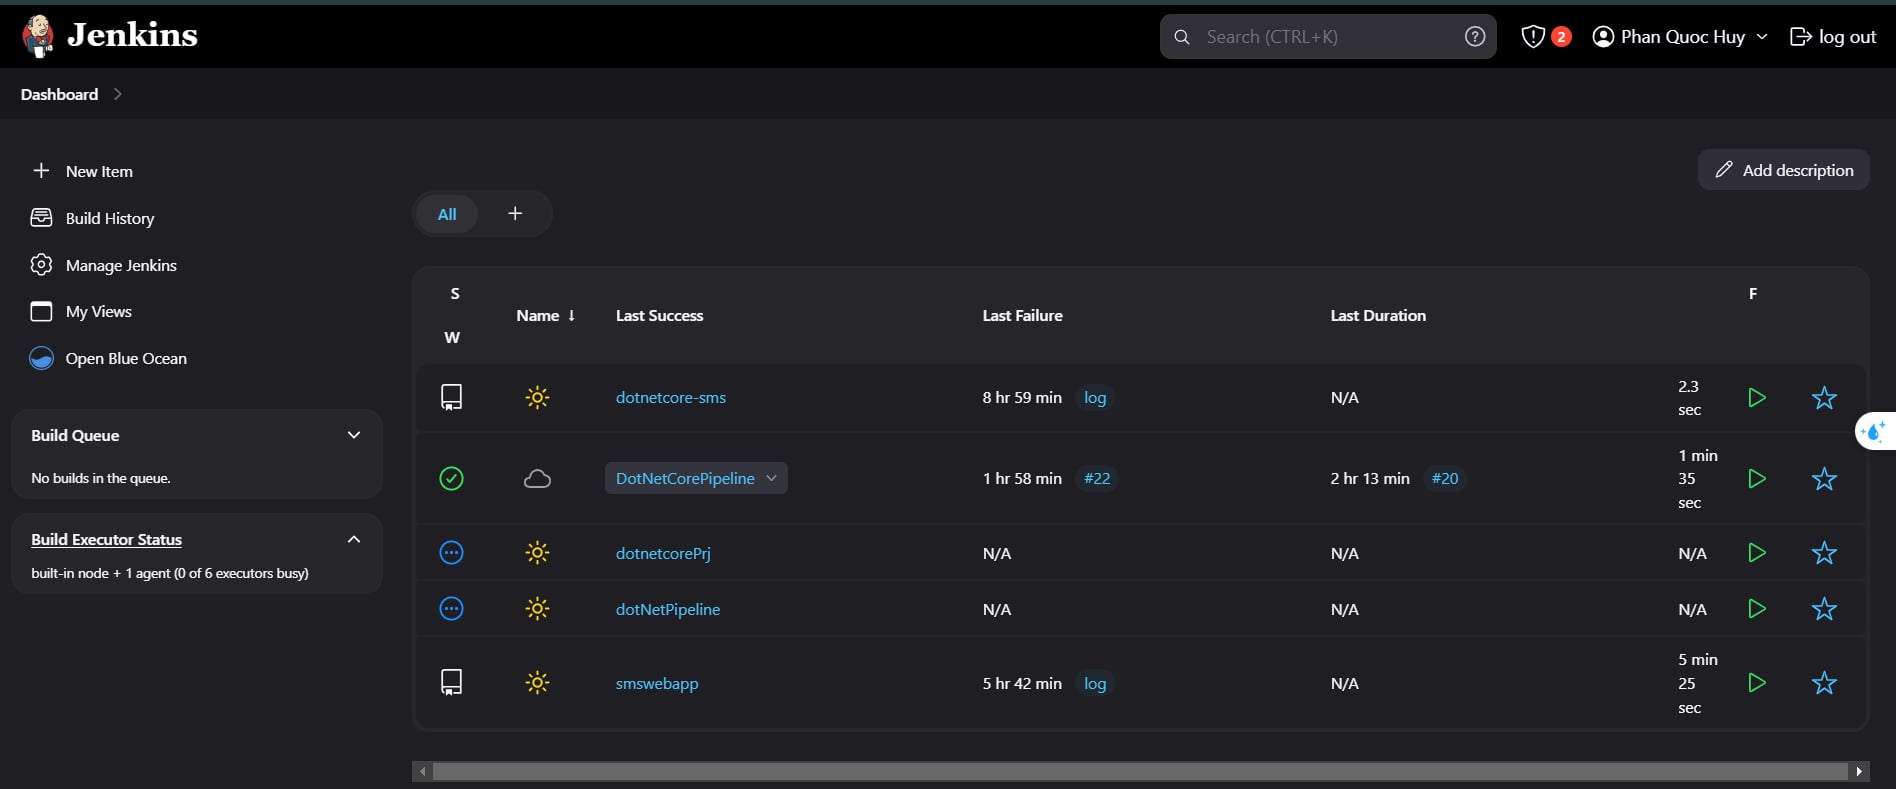 Jenkins
Search (CTRL+K)
?
2
Phan Quoc Huy
log out
Dashboard
New Item
Build History
Manage Jenkins
My Views
Open Blue Ocean
Build Queue
No builds in the queue.
Build Executor Status
built-in node + 1 agent (0 of 6 executors busy)
Add description
All +
S
W
Name ↓ Last Success Last Failure Last Duration F
dotnetcore-sms 8 hr 59 min log N/A 2.3 sec
DotNetCorePipeline 1 hr 58 min #22 2 hr 13 min #20 1 min 35 sec
dotnetcorePrj N/A N/A N/A
dotNetPipeline N/A N/A N/A
smswebapp 5 hr 42 min log N/A 5 min 25 sec